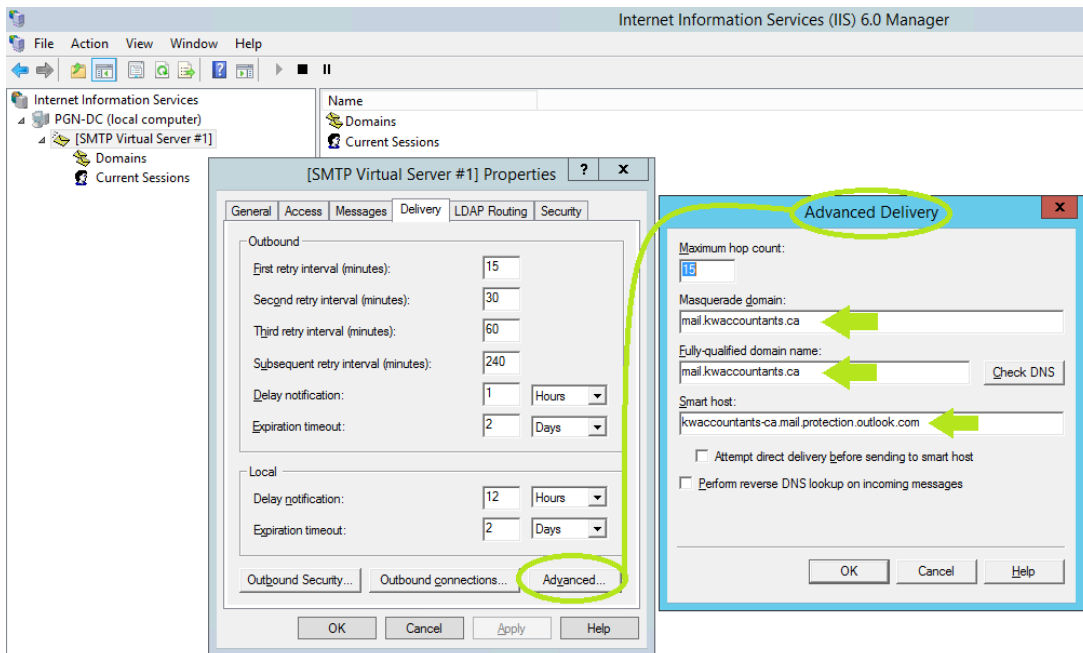 Internet Information Services (IIS) 6.0 Manager
File Action View Window Help
Internet Information Services
PGN-DC (local computer)
[SMTP Virtual Server #1]
Domains
Current Sessions
Name
Domains
Current Sessions
[SMTP Virtual Server #1] Properties ? x
General Access Messages Delivery LDAP Routing Security
Outbound
First retry interval (minutes): 15
Second retry interval (minutes): 30
Third retry interval (minutes): 60
Subsequent retry interval (minutes): 240
Delay notification: 1 Hours
Expiration timeout: 2 Days
Local
Delay notification: 12 Hours
Expiration timeout: 2 Days
Outbound Security... Outbound connections... Advanced...
OK Cancel Apply Help
Advanced Delivery x
Maximum hop count:
15
Masquerade domain:
mail.kwaccountants.ca
Fully-qualified domain name:
mail.kwaccountants.ca Check DNS
Smart host:
kwaccountants-ca.mail.protection.outlook.com
Attempt direct delivery before sending to smart host
Perform reverse DNS lookup on incoming messages
OK Cancel Help